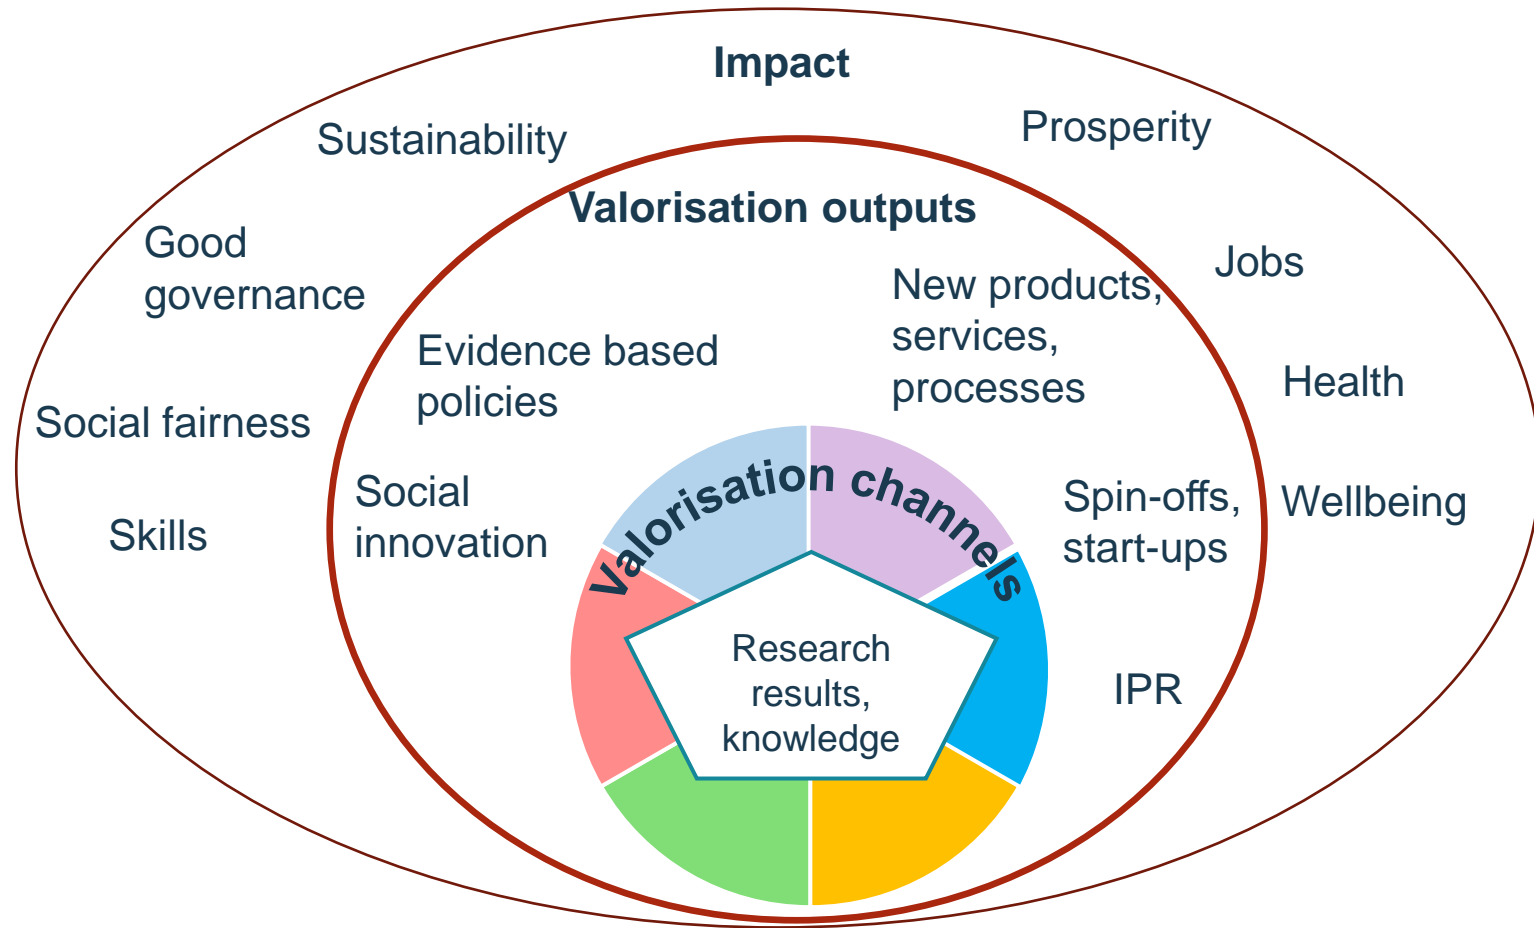 Impact
Sustainability
Prosperity
Valorisation outputs
Good
governance
Jobs
New products,
services,
processes
Evidence based
policies
Health
Social fairness
Valorisation channels
Social
innovation
Spin-offs,
start-ups
Wellbeing
Skills
Research
results,
knowledge
IPR